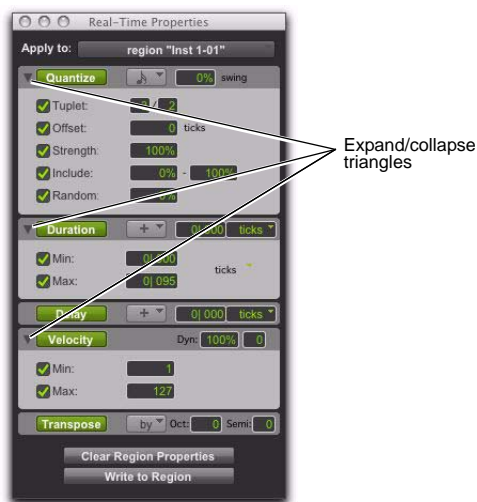 Real-Time Properties
Apply to: region "Inst 1-01"
Quantize 0% swing
Tuplet: / 2
Offset: 0 ticks
Strength: 100%
Include: 0% - 100%
Random:
Expand/collapse
triangles
Duration + 0| 000 ticks
Min: 0| 000
ticks
Max: 0| 095
Delay + 0| 000 ticks
Velocity Dyn: 100% 0
Min: 1
Max: 127
Transpose by Oct: 0 Semi: 0
Clear Region Properties
Write to Region